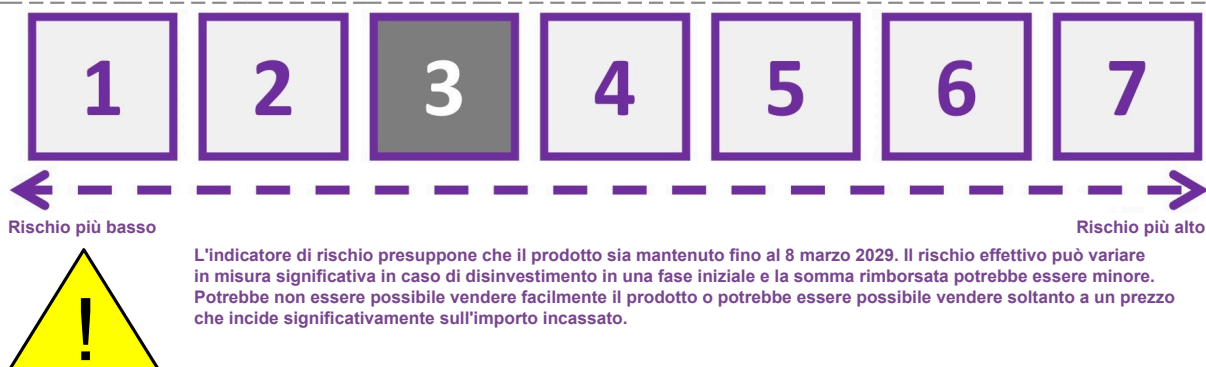 1 2 3 4 5 6 7
Rischio più basso Rischio più alto
L'indicatore di rischio presuppone che il prodotto sia mantenuto fino al 8 marzo 2029. Il rischio effettivo può variare
in misura significativa in caso di disinvestimento in una fase iniziale e la somma rimborsata potrebbe essere minore.
Potrebbe non essere possibile vendere facilmente il prodotto o potrebbe essere possibile vendere soltanto a un prezzo
che incide significativamente sull'importo incassato.
!